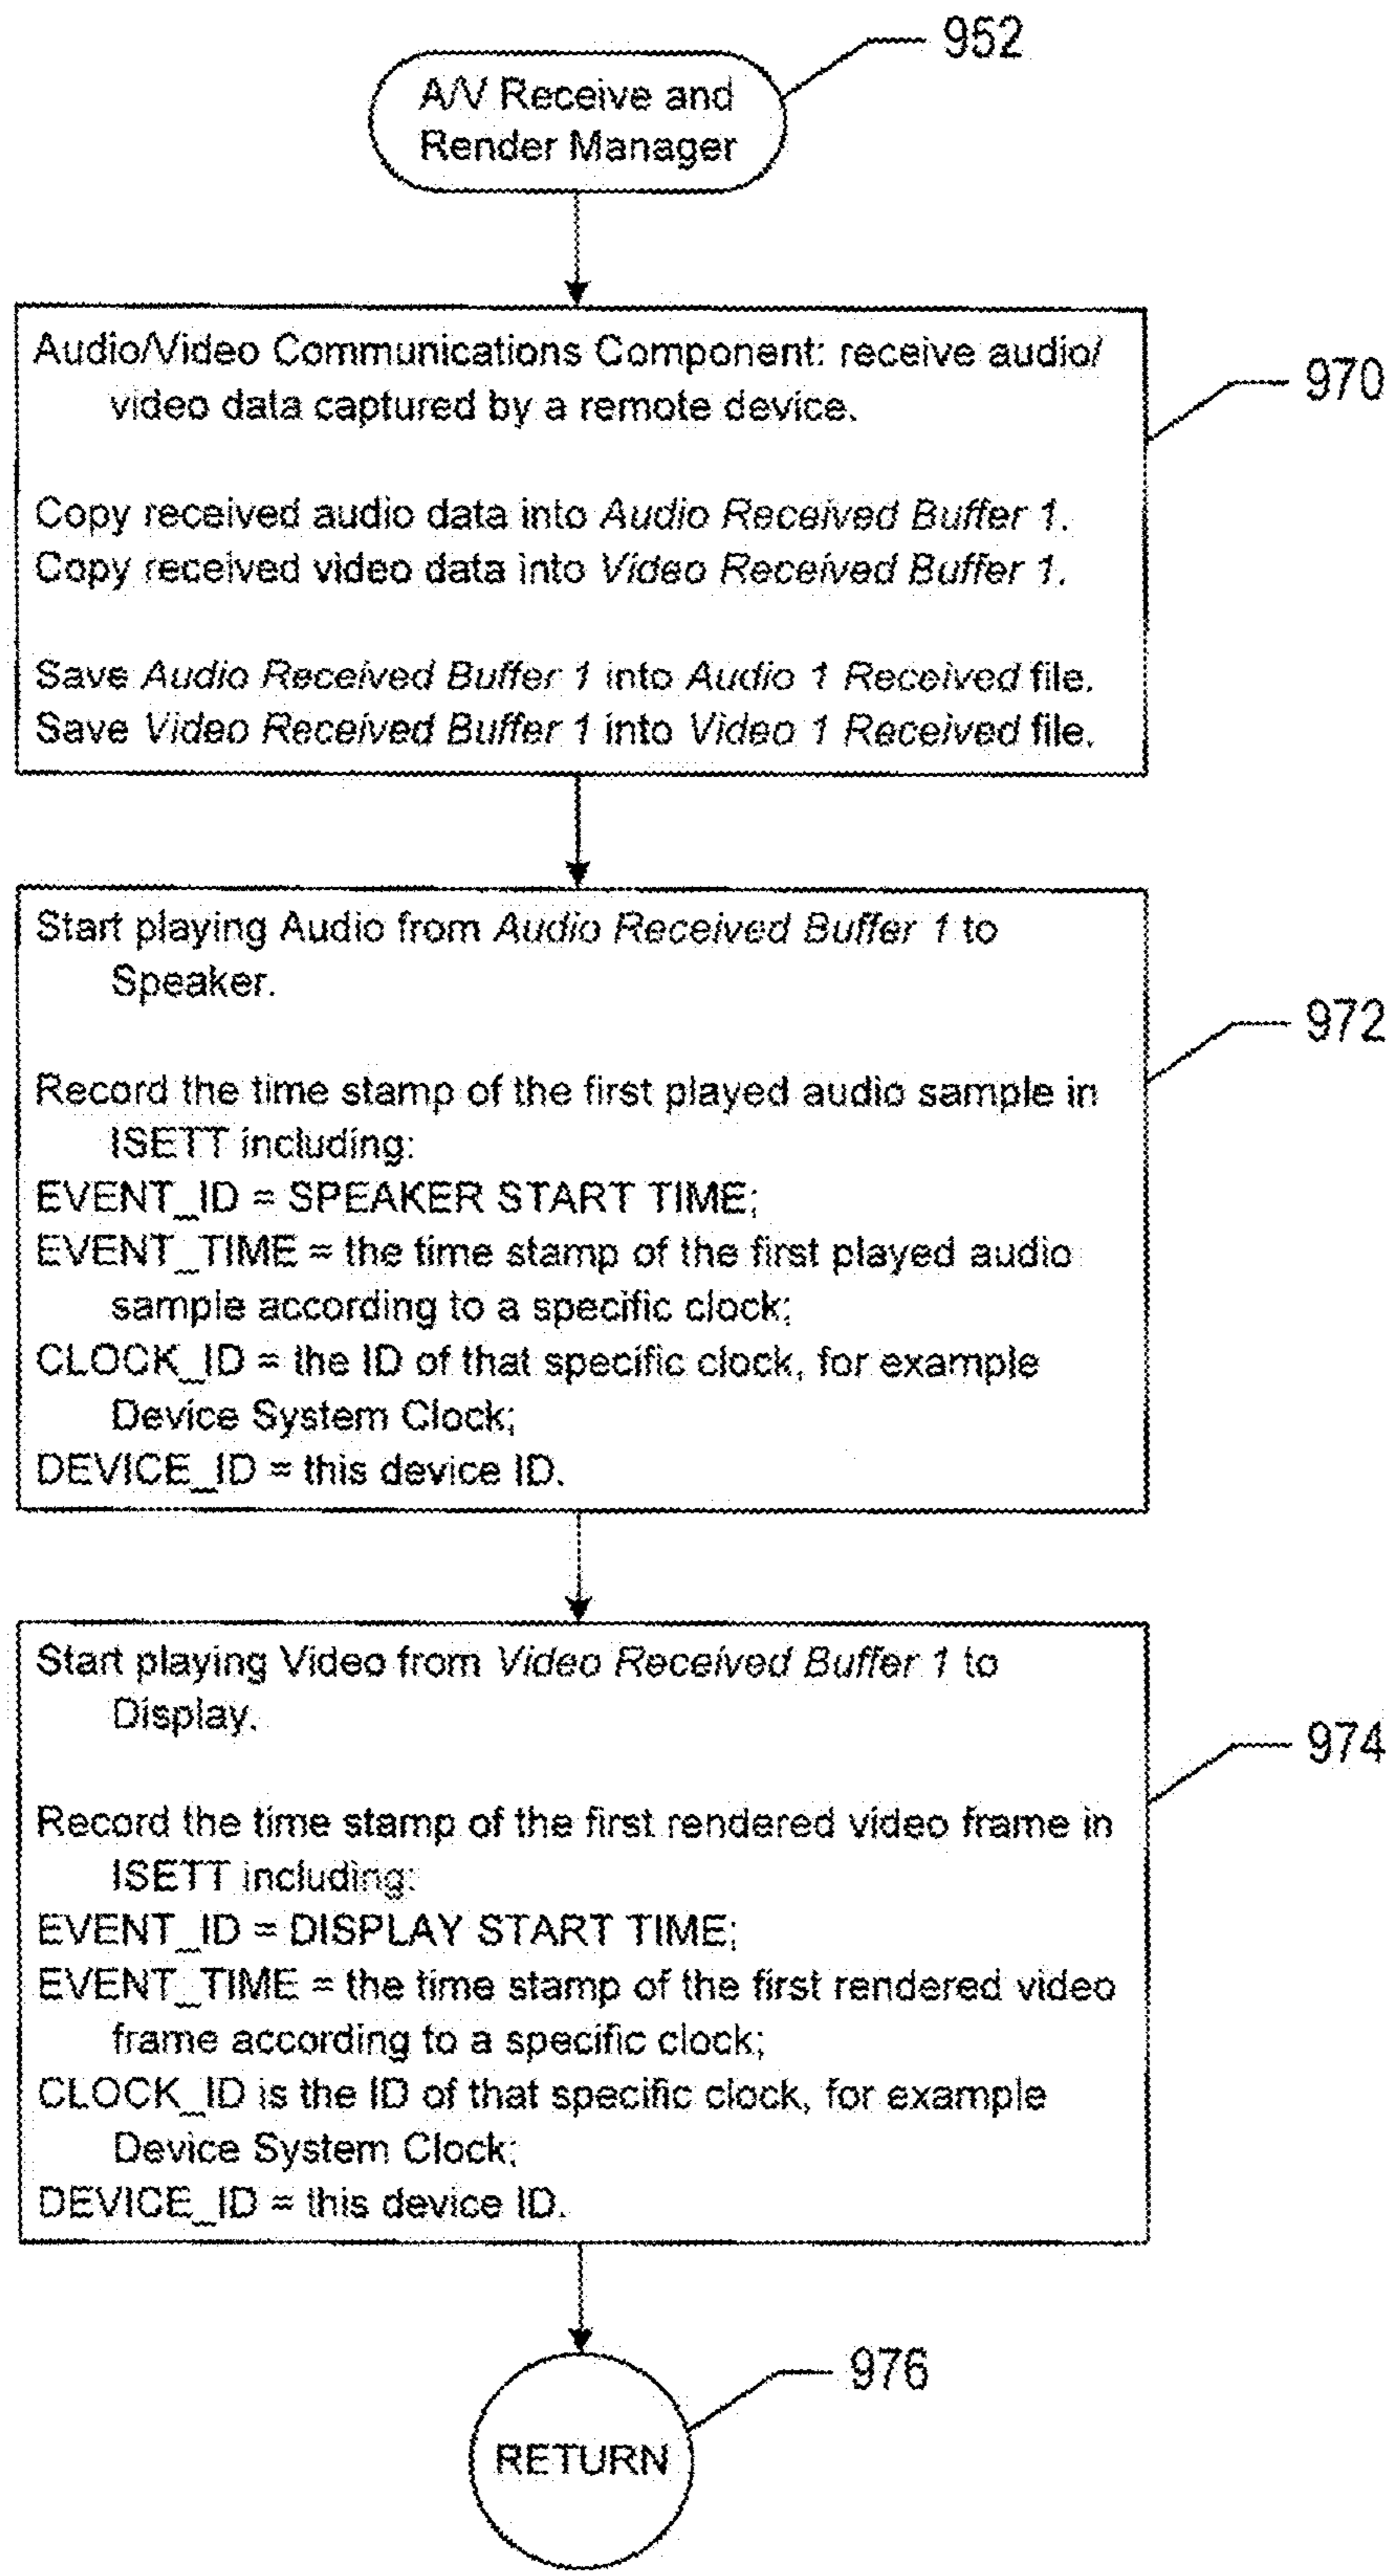 952
A/V Receive and
Render Manager
Audio/Video Communications Component: receive audio/
video data captured by a remote device.
970
Copy received audio data into Audio Received Buffer 1.
Copy received video data into Video Received Buffer 1.
Save Audio Received Buffer 1 into Audio 1 Received file.
Save Video Received Buffer 1 into Video 1 Received file.
Start playing Audio from Audio Received Buffer 1 to
Speaker.
972
Record the time stamp of the first played audio sample in
ISETT including:
EVENT_ID = SPEAKER START TIME;
EVENT_TIME = the time stamp of the first played audio
sample according to a specific clock;
CLOCK_ID = the ID of that specific clock, for example
Device System Clock;
DEVICE_ID = this device ID.
Start playing Video from Video Received Buffer 1 to
Display.
974
Record the time stamp of the first rendered video frame in
ISETT including:
EVENT_ID = DISPLAY START TIME;
EVENT_TIME = the time stamp of the first rendered video
frame according to a specific clock;
CLOCK_ID is the ID of that specific clock, for example
Device System Clock;
DEVICE_ID = this device ID.
976
RETURN